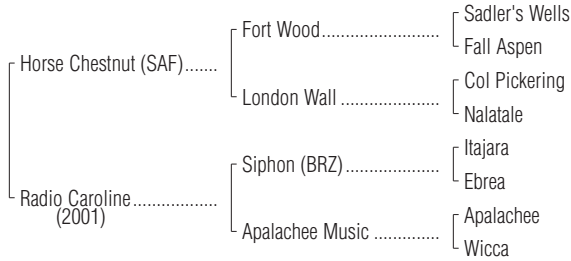 Sadler's Wells
Fort Wood
Fall Aspen
Horse Chestnut (SAF)
Col Pickering
London Wall
Nalatale
Itajara
Siphon (BRZ)
Ebrea
Radio Caroline
(2001)
Apalachee
Apalachee Music
Wicca